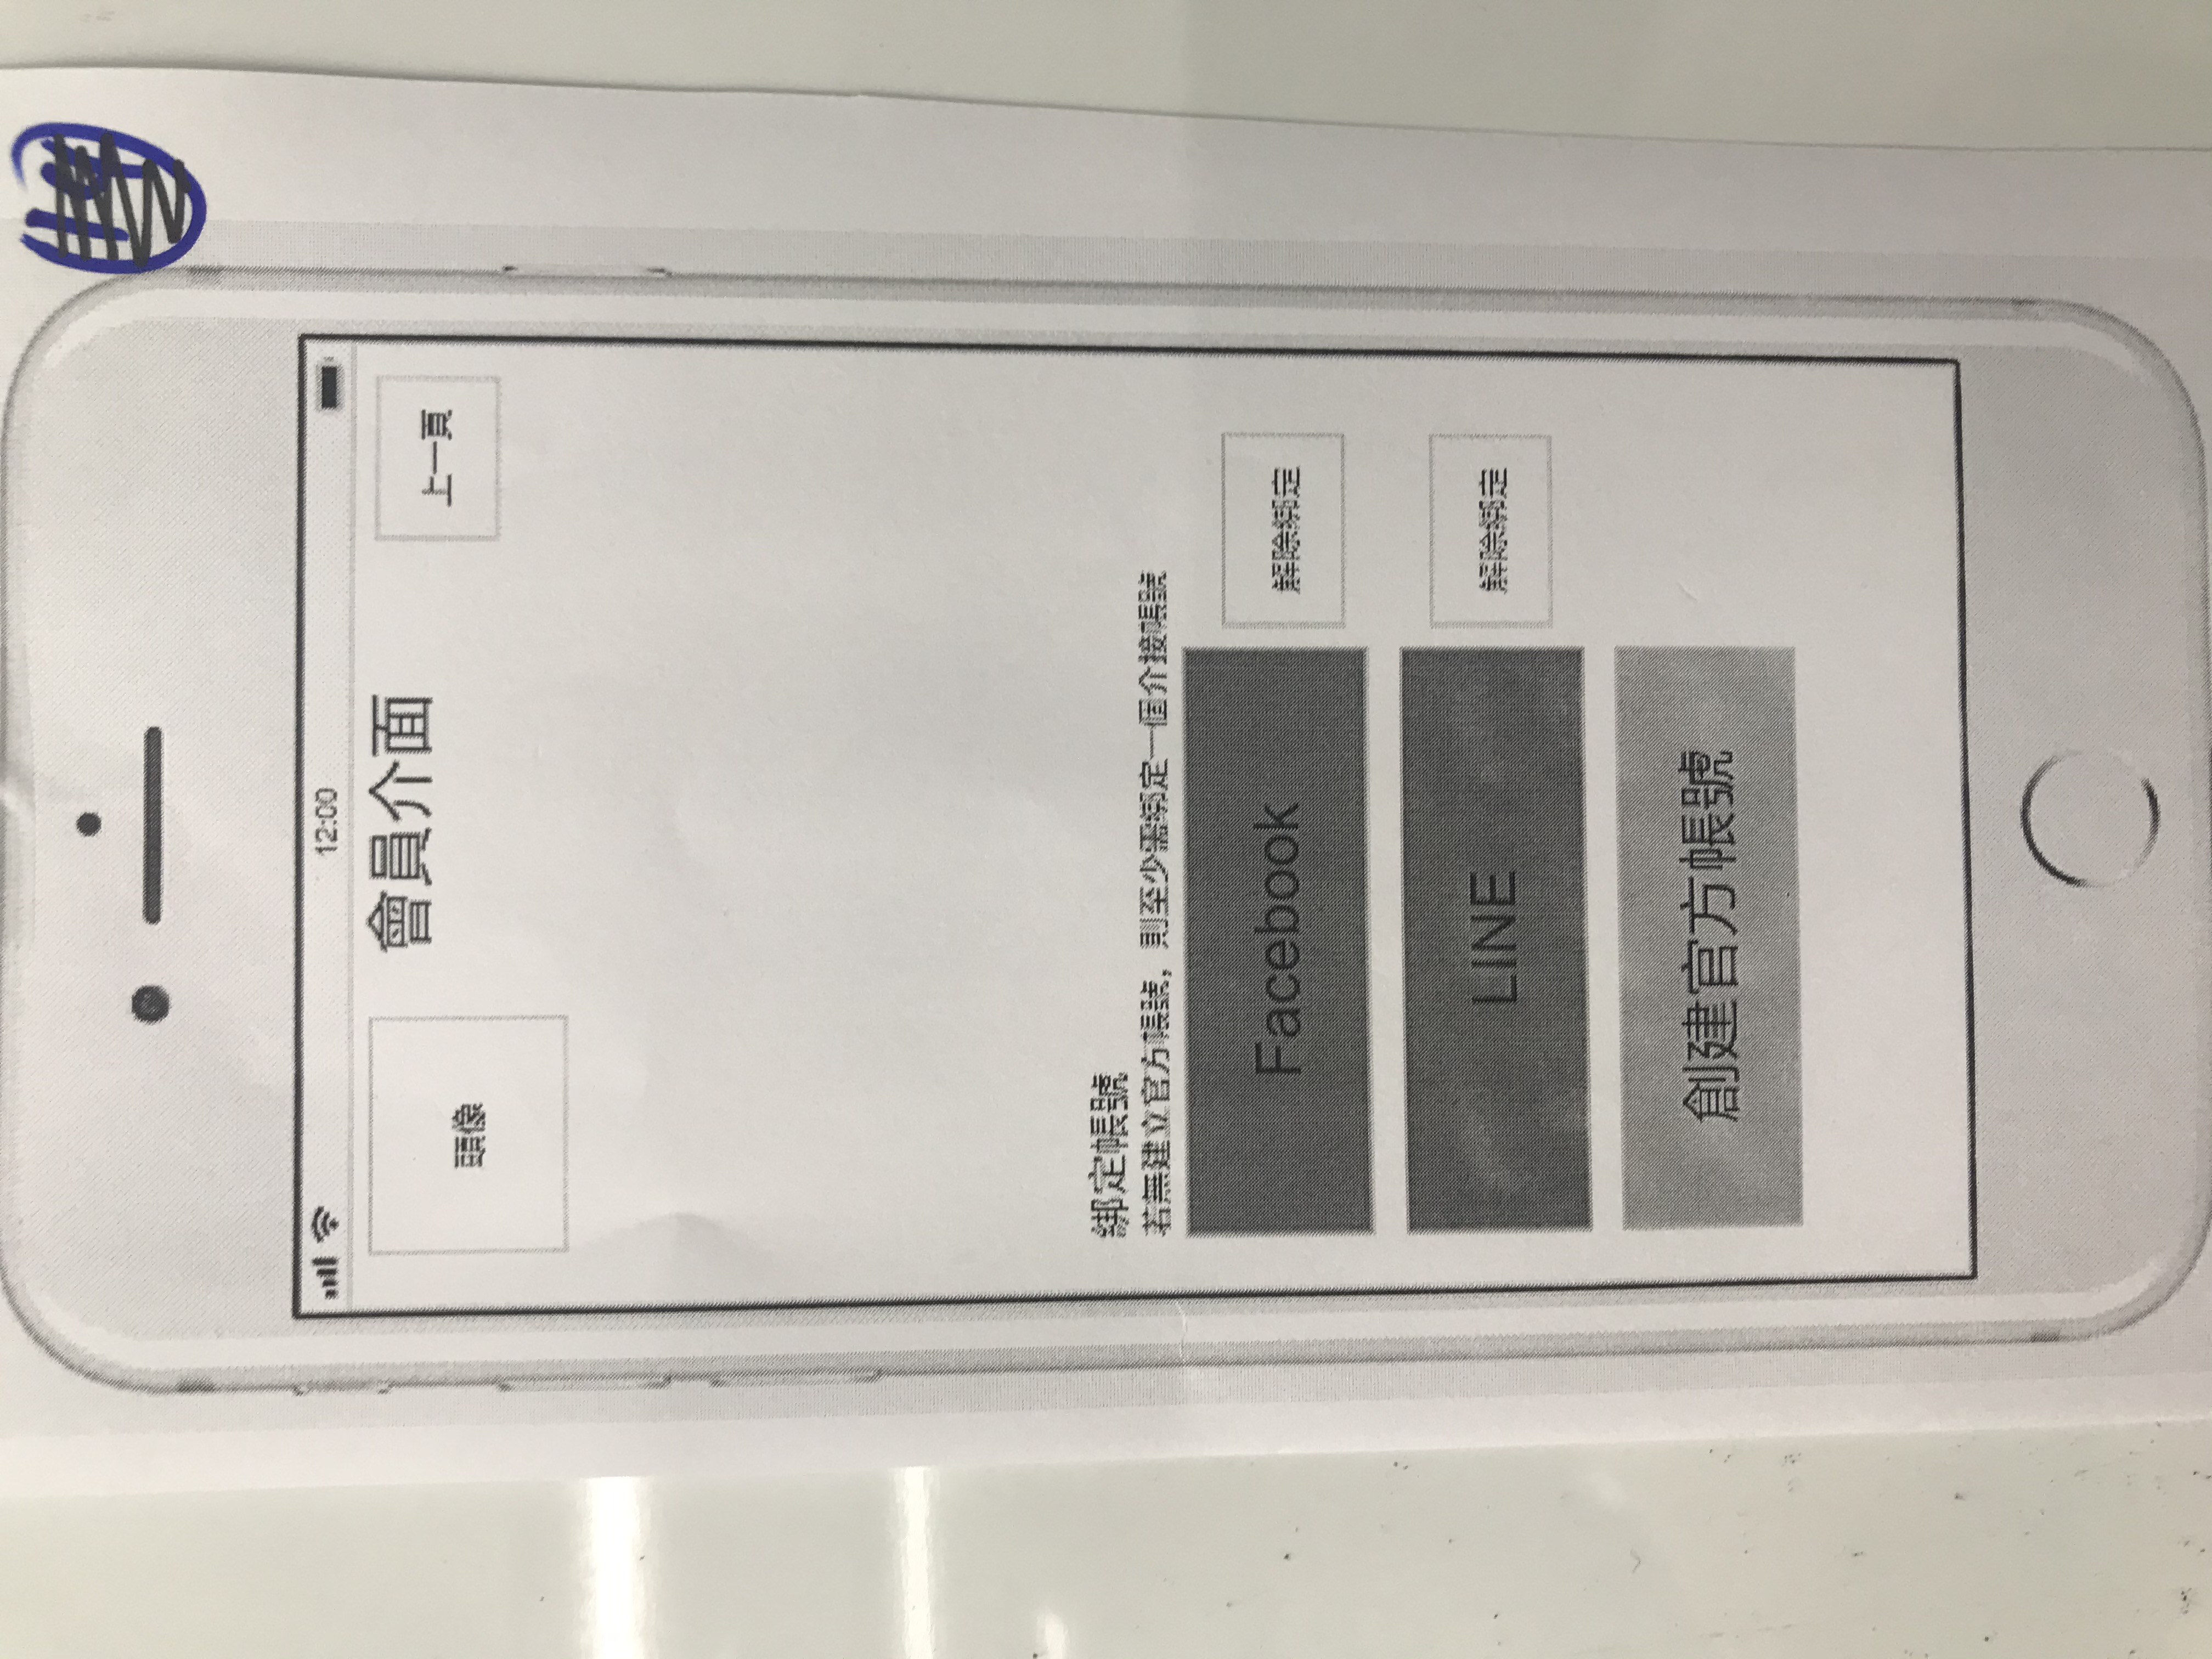 12:00
會員介面
頭像
上一頁
綁定帳號
若無建立官方帳號，則至少需綁定一個介接帳號
Facebook
解除綁定
LINE
解除綁定
創建官方帳號